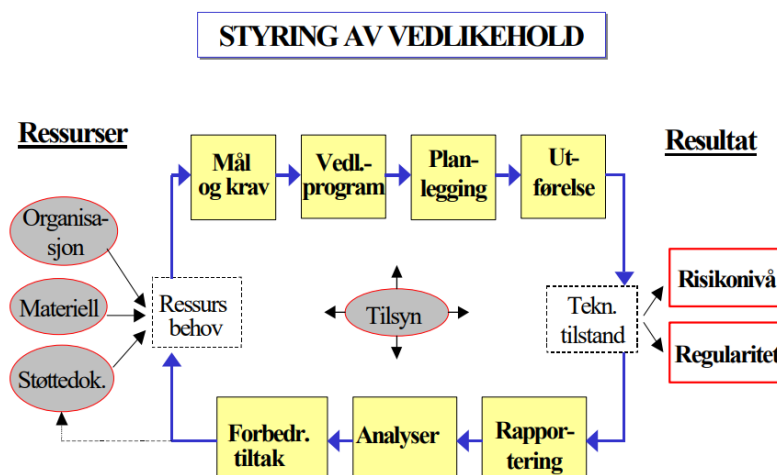 STYRING AV VEDLIKEHOLD
Ressurser
Resultat
Mål
og krav
Vedl.-
program
Plan-
legging
Ut-
førelse
Organisa-
sjon
Materiell
Støttedok.
Ressurs
behov
Tilsyn
Tekn.
tilstand
Risikonivå
Regularitet
Forbedr.
tiltak
Analyser
Rappor-
tering